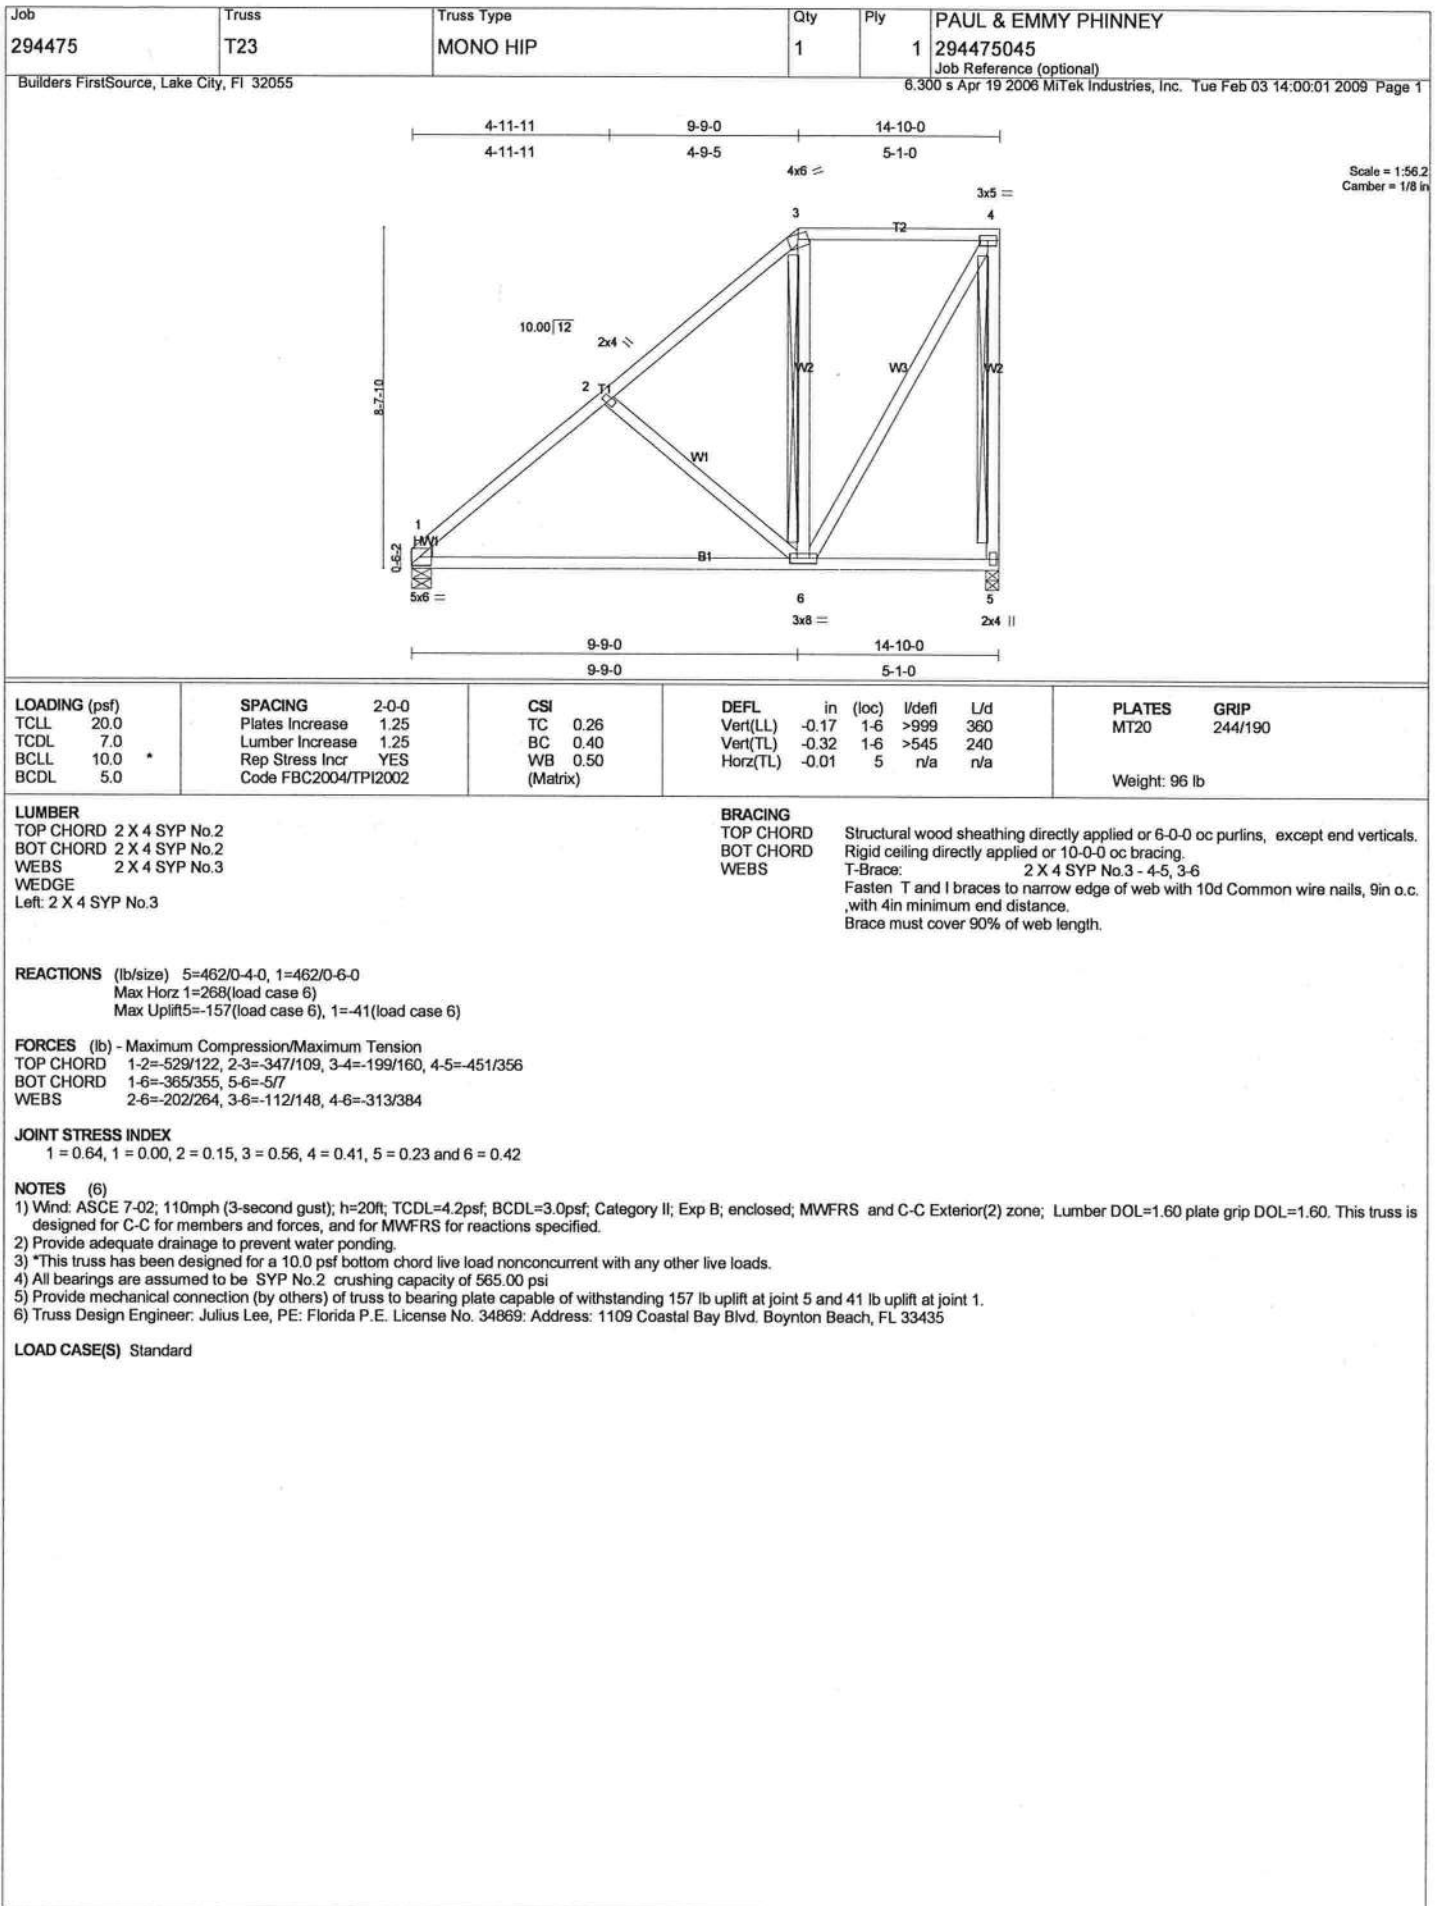 Job
Truss
Truss Type
Qty
Ply
PAUL & EMMY PHINNEY
294475
T23
MONO HIP
1
1
294475045
Job Reference (optional)
Builders FirstSource, Lake City, Fl 32055
6.300 s Apr 19 2006 MiTek Industries, Inc. Tue Feb 03 14:00:01 2009 Page 1
4-11-11 9-9-0 14-10-0
4-11-11 4-9-5 5-1-0
Scale = 1:56.2
Camber = 1/8 in
4x6 =
3x5 =
3
4
T2
10.00 12
2x4 \\
W2
W3
W2
2
T1
8-7-10
W1
1
HW1
0-6-2
B1
5x6 =
6
5
3x8 =
2x4 ||
9-9-0 14-10-0
9-9-0 5-1-0
LOADING (psf)
TCLL 20.0
TCDL 7.0
BCLL 10.0 *
BCDL 5.0
SPACING 2-0-0
Plates Increase 1.25
Lumber Increase 1.25
Rep Stress Incr YES
Code FBC2004/TPI2002
CSI
TC 0.26
BC 0.40
WB 0.50
(Matrix)
DEFL in (loc) l/defl L/d
Vert(LL) -0.17 1-6 >999 360
Vert(TL) -0.32 1-6 >545 240
Horz(TL) -0.01 5 n/a n/a
PLATES GRIP
MT20 244/190
Weight: 96 lb
LUMBER
TOP CHORD 2 X 4 SYP No.2
BOT CHORD 2 X 4 SYP No.2
WEBS 2 X 4 SYP No.3
WEDGE
Left: 2 X 4 SYP No.3
BRACING
TOP CHORD Structural wood sheathing directly applied or 6-0-0 oc purlins, except end verticals.
BOT CHORD Rigid ceiling directly applied or 10-0-0 oc bracing.
WEBS T-Brace: 2 X 4 SYP No.3 - 4-5, 3-6
Fasten T and I braces to narrow edge of web with 10d Common wire nails, 9in o.c.
,with 4in minimum end distance.
Brace must cover 90% of web length.
REACTIONS (lb/size) 5=462/0-4-0, 1=462/0-6-0
Max Horz 1=268(load case 6)
Max Uplift5=-157(load case 6), 1=-41(load case 6)
FORCES (lb) - Maximum Compression/Maximum Tension
TOP CHORD 1-2=-529/122, 2-3=-347/109, 3-4=-199/160, 4-5=-451/356
BOT CHORD 1-6=-365/355, 5-6=-5/7
WEBS 2-6=-202/264, 3-6=-112/148, 4-6=-313/384
JOINT STRESS INDEX
1 = 0.64, 1 = 0.00, 2 = 0.15, 3 = 0.56, 4 = 0.41, 5 = 0.23 and 6 = 0.42
NOTES (6)
1) Wind: ASCE 7-02; 110mph (3-second gust); h=20ft; TCDL=4.2psf; BCDL=3.0psf; Category II; Exp B; enclosed; MWFRS and C-C Exterior(2) zone; Lumber DOL=1.60 plate grip DOL=1.60. This truss is
designed for C-C for members and forces, and for MWFRS for reactions specified.
2) Provide adequate drainage to prevent water ponding.
3) *This truss has been designed for a 10.0 psf bottom chord live load nonconcurrent with any other live loads.
4) All bearings are assumed to be SYP No.2 crushing capacity of 565.00 psi
5) Provide mechanical connection (by others) of truss to bearing plate capable of withstanding 157 lb uplift at joint 5 and 41 lb uplift at joint 1.
6) Truss Design Engineer: Julius Lee, PE: Florida P.E. License No. 34869: Address: 1109 Coastal Bay Blvd. Boynton Beach, FL 33435
LOAD CASE(S) Standard